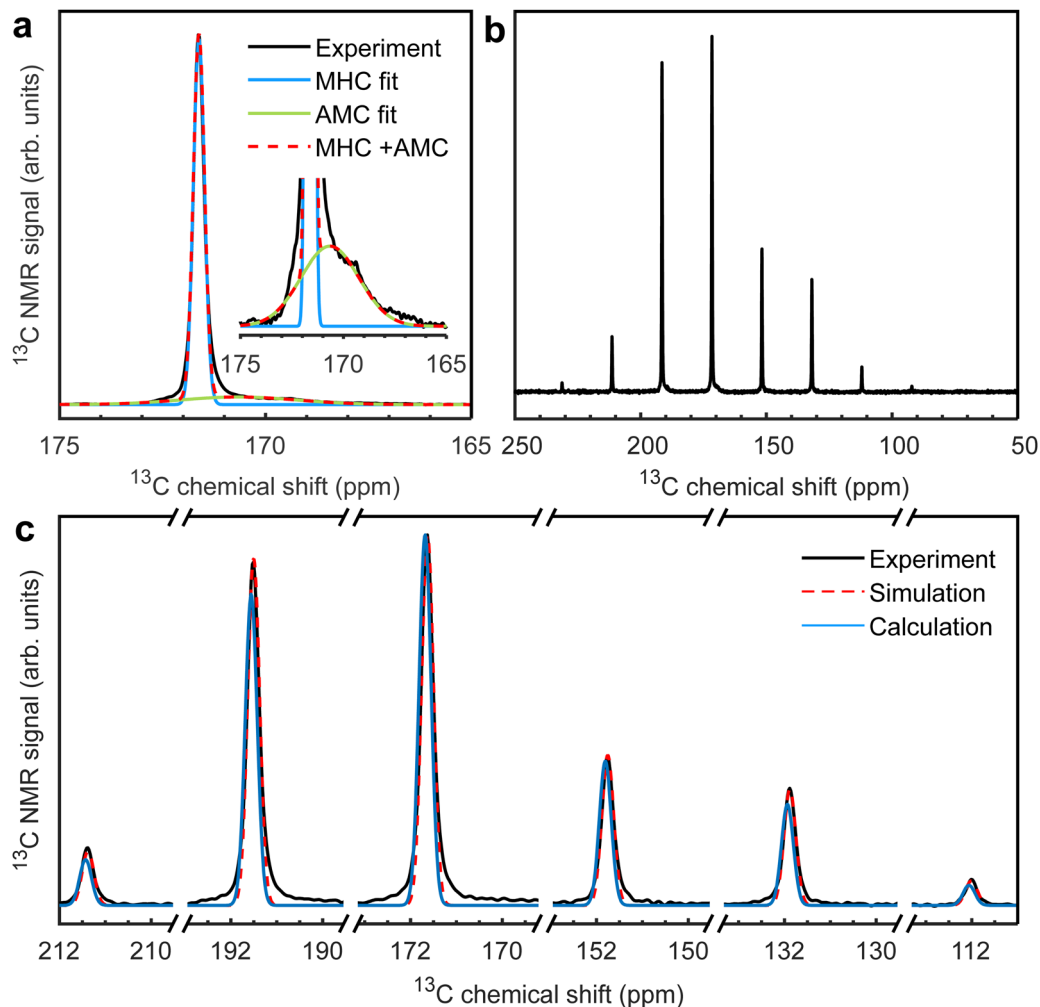 a
Experiment
MHC fit
AMC fit
MHC +AMC
175 170 165
13C NMR signal (arb. units)
175 170 165
13C chemical shift (ppm)
b
250 200 150 100 50
13C chemical shift (ppm)
c
Experiment
Simulation
Calculation
13C NMR signal (arb. units)
212 210 192 190 172 170 152 150 132 130 112
13C chemical shift (ppm)